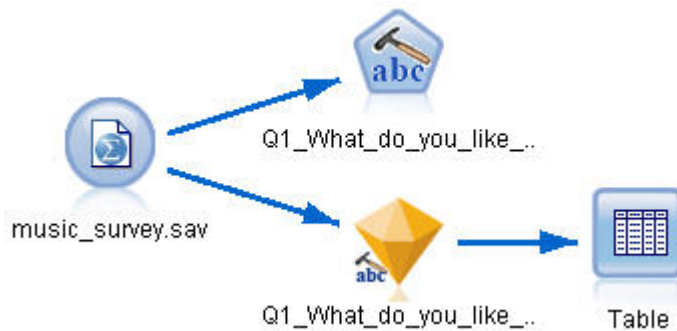 abc
Q1_What_do_you_like_..
music_survey.sav
abc
Q1_What_do_you_like_..
Table